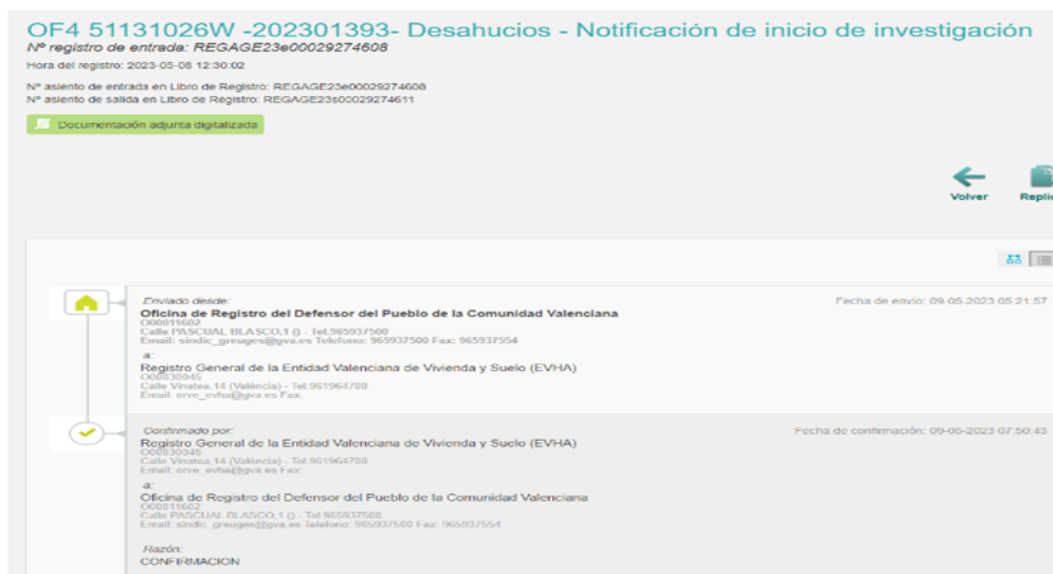 OF4 51131026W -202301393- Desahucios - Notificación de inicio de investigación
Nº registro de entrada: REGAGE23e00029274608
Hora del registro: 2023-05-08 12:30:02
Nº asiento de entrada en Libro de Registro: REGAGE23e00029274608
Nº asiento de salida en Libro de Registro: REGAGE23s00029274611
Documentación adjunta digitalizada
Volver
Enviado desde:
Fecha de envío: 09-05-2023 05:21:57
Oficina de Registro del Defensor del Pueblo de la Comunidad Valenciana
O00011602
Calle PASCUAL BLASCO,1 () - Tel.965937500
Email: sindic_greuges@gva.es Telefono: 965937500 Fax: 965937554
a:
Registro General de la Entidad Valenciana de Vivienda y Suelo (EVHA)
O00030045
Calle Vinatea,14 (València) - Tel.961964700
Email: orve_evha@gva.es Fax:
Confirmado por:
Fecha de confirmación: 09-05-2023 07:50:43
Registro General de la Entidad Valenciana de Vivienda y Suelo (EVHA)
O00030045
Calle Vinatea,14 (València) - Tel.961964700
Email: orve_evha@gva.es Fax:
a:
Oficina de Registro del Defensor del Pueblo de la Comunidad Valenciana
O00011602
Calle PASCUAL BLASCO,1 () - Tel.965937500
Email: sindic_greuges@gva.es Telefono: 965937500 Fax: 965937554
Razón:
CONFIRMACION